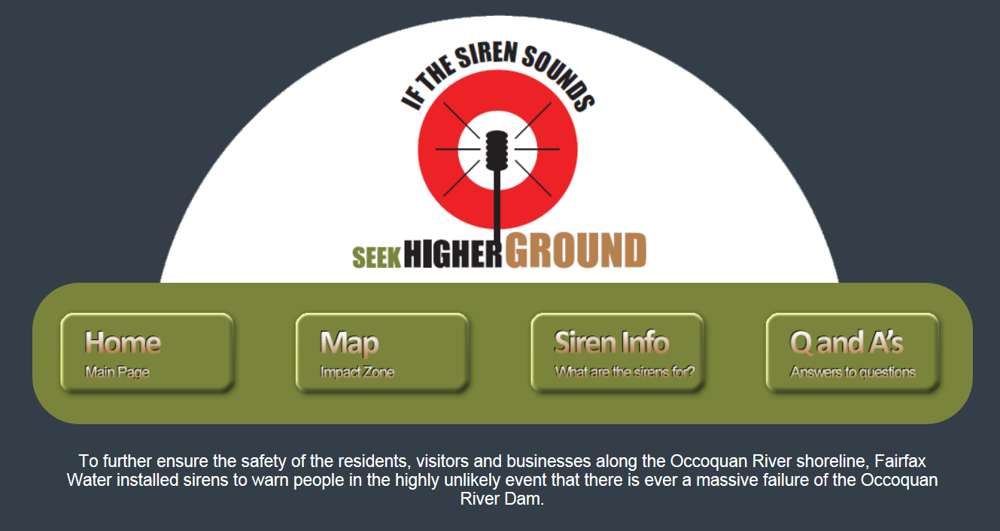 IF THE SIREN SOUNDS
SEEK HIGHER GROUND
Home
Main Page
Map
Impact Zone
Siren Info
What are the sirens for?
Q and A's
Answers to questions
To further ensure the safety of the residents, visitors and businesses along the Occoquan River shoreline, Fairfax
Water installed sirens to warn people in the highly unlikely event that there is ever a massive failure of the Occoquan
River Dam.